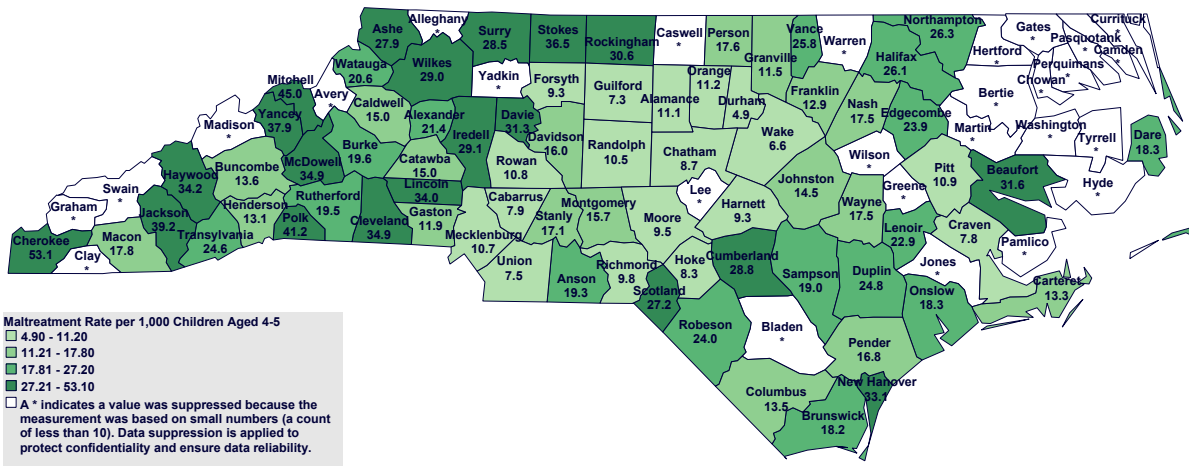 Ashe
27.9
Alleghany
*
Surry
28.5
Stokes
36.5
Rockingham
30.6
Caswell
*
Person
17.6
Granville
11.5
Vance
25.8
Warren
*
Northampton
26.3
Halifax
26.1
Hertford
*
Gates
*
Currituck
*
Pasquotank
*
Camden
*
Perquimans
*
Chowan
*
Bertie
*
Watauga
20.6
Wilkes
29.0
Yadkin
*
Forsyth
9.3
Guilford
7.3
Alamance
11.1
Orange
11.2
Durham
4.9
Franklin
12.9
Nash
17.5
Edgecombe
23.9
Martin
*
Washington
*
Tyrrell
*
Dare
18.3
Mitchell
45.0
Avery
*
Caldwell
15.0
Alexander
21.4
Iredell
29.1
Davie
31.3
Davidson
16.0
Randolph
10.5
Chatham
8.7
Wake
6.6
Wilson
*
Pitt
10.9
Beaufort
31.6
Hyde
*
Madison
*
Yancey
37.9
McDowell
34.9
Burke
19.6
Catawba
15.0
Rowan
10.8
Lee
*
Johnston
14.5
Greene
*
Swain
*
Haywood
34.2
Buncombe
13.6
Rutherford
19.5
Lincoln
34.0
Cabarrus
7.9
Stanly
17.1
Montgomery
15.7
Moore
9.5
Harnett
9.3
Wayne
17.5
Lenoir
22.9
Craven
7.8
Pamlico
*
Graham
*
Jackson
39.2
Henderson
13.1
Polk
41.2
Cleveland
34.9
Gaston
11.9
Mecklenburg
10.7
Cherokee
53.1
Clay
*
Macon
17.8
Transylvania
24.6
Union
7.5
Anson
19.3
Richmond
9.8
Scotland
27.2
Hoke
8.3
Cumberland
28.8
Sampson
19.0
Duplin
24.8
Jones
*
Onslow
18.3
Carteret
13.3
Robeson
24.0
Bladen
*
Pender
16.8
Columbus
13.5
New Hanover
33.1
Brunswick
18.2
Maltreatment Rate per 1,000 Children Aged 4-5
4.90 - 11.20
11.21 - 17.80
17.81 - 27.20
27.21 - 53.10
A * indicates a value was suppressed because the
measurement was based on small numbers (a count
of less than 10). Data suppression is applied to
protect confidentiality and ensure data reliability.